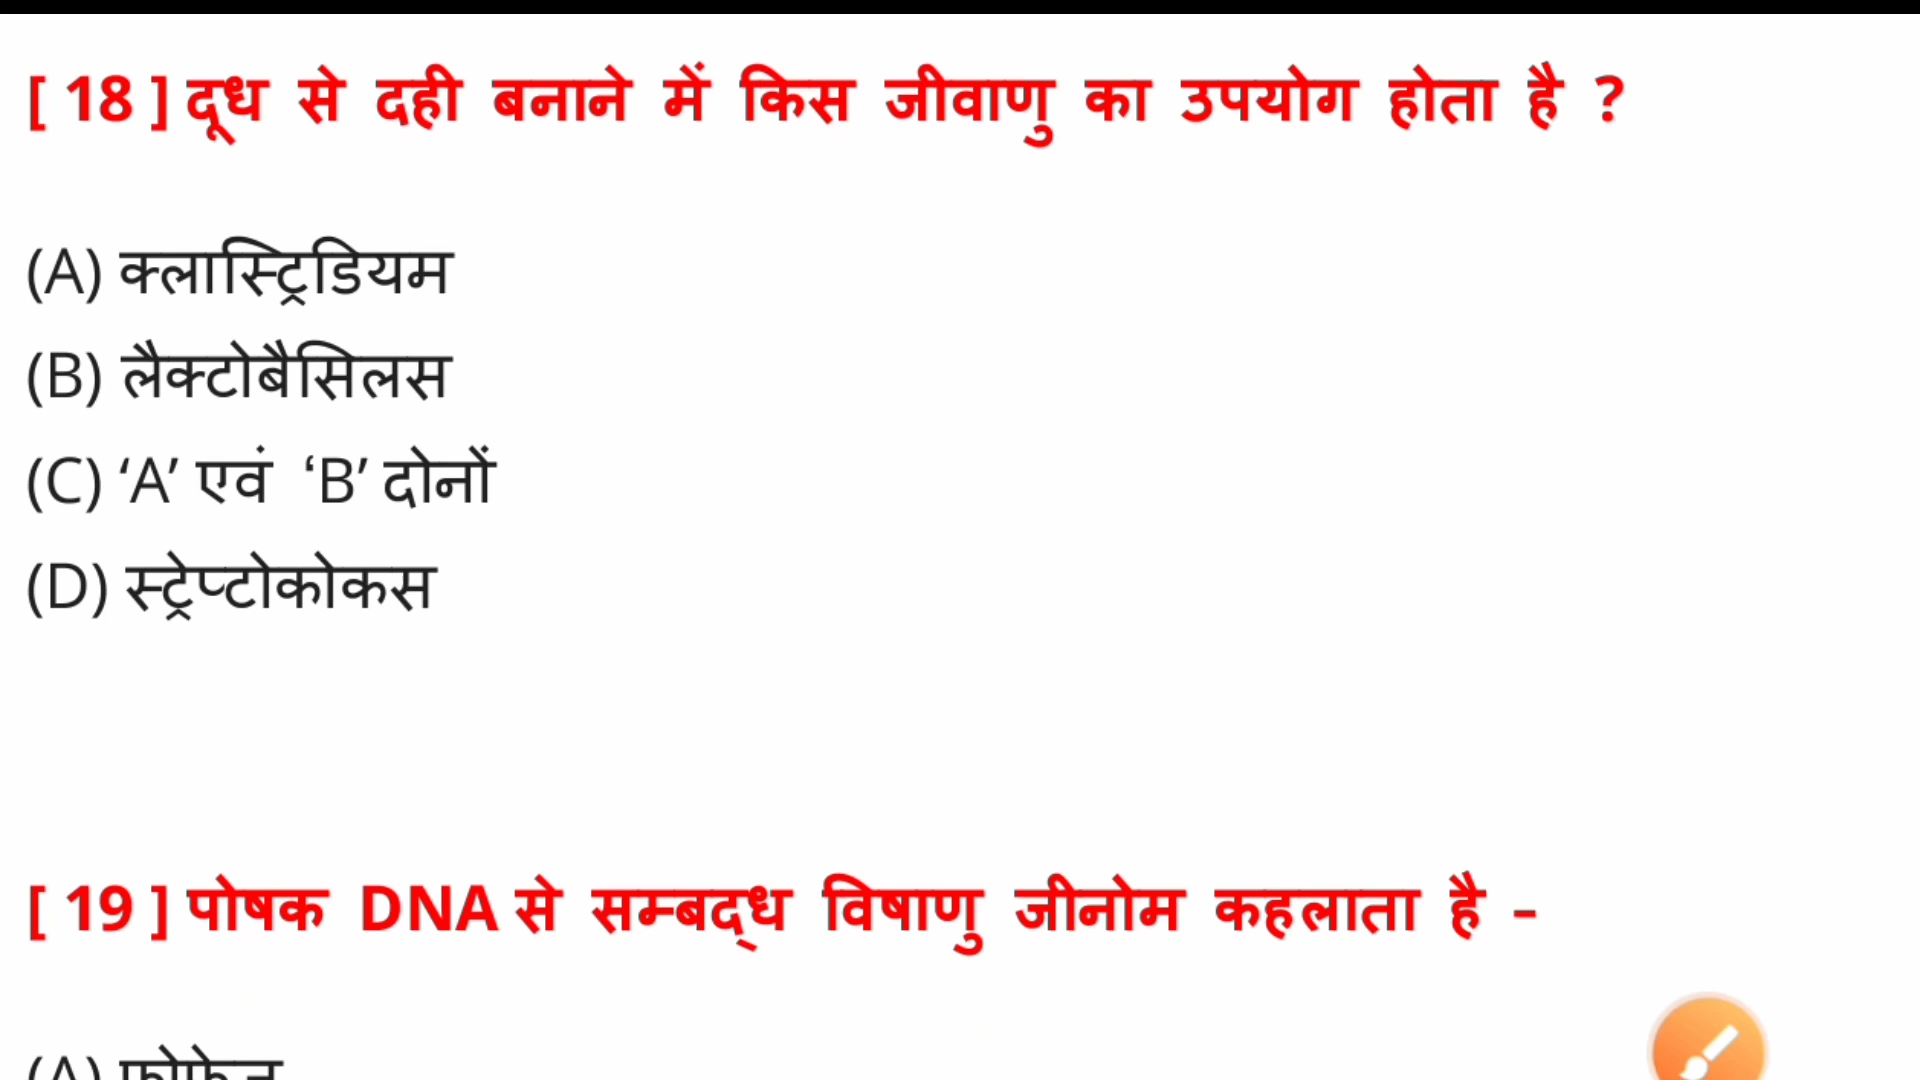 [ 18 ] दूध से दही बनाने में किस जीवाणु का उपयोग होता है ?
(A) क्लास्ट्रिडियम
(B) लैक्टोबैसिलस
(C) ‘A’ एवं ‘B’ दोनों
(D) स्ट्रेप्टोकोकस
[ 19 ] पोषक DNA से सम्बद्ध विषाणु जीनोम कहलाता है –
(A)